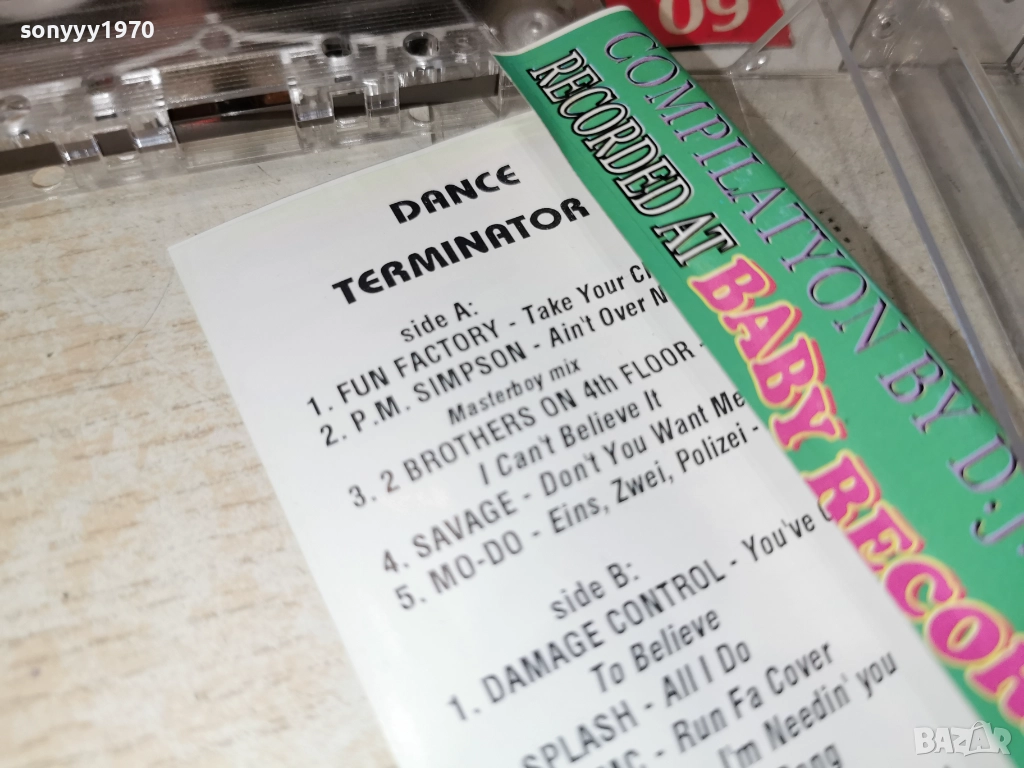 sonyyy1970
09
COMPILATYON BY D.J.
RECORDED AT BABY RECOR
DANCE
TERMINATOR
side A:
1. FUN FACTORY - Take Your
2. P.M. SIMPSON - Ain't Over
Masterboy mix
3. 2 BROTHERS ON 4th FLOOR -
I Can't Believe It
4. SAVAGE - Don't You Want Me
5. MO-DO - Eins, Zwei, Polizei -
side B:
1. DAMAGE CONTROL - You've
To Believe
SPLASH - All I Do
- Run Fa Cover
I'm Needin' you
BAZAR